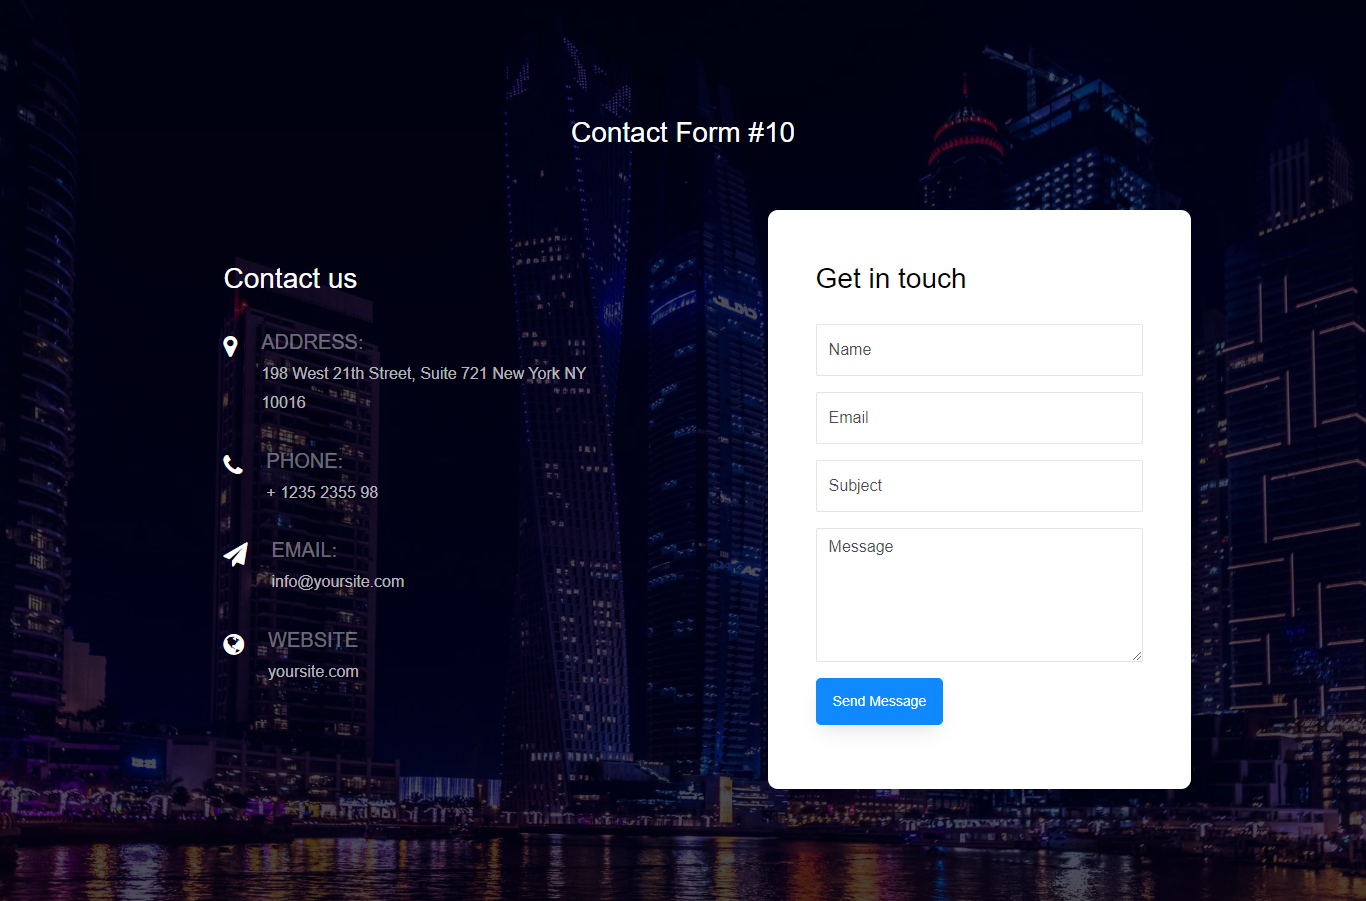 Contact Form #10
Contact us
ADDRESS:
198 West 21th Street, Suite 721 New York NY
10016
PHONE:
+ 1235 2355 98
EMAIL:
info@yoursite.com
WEBSITE
yoursite.com
Get in touch
Name
Email
Subject
Message
Send Message